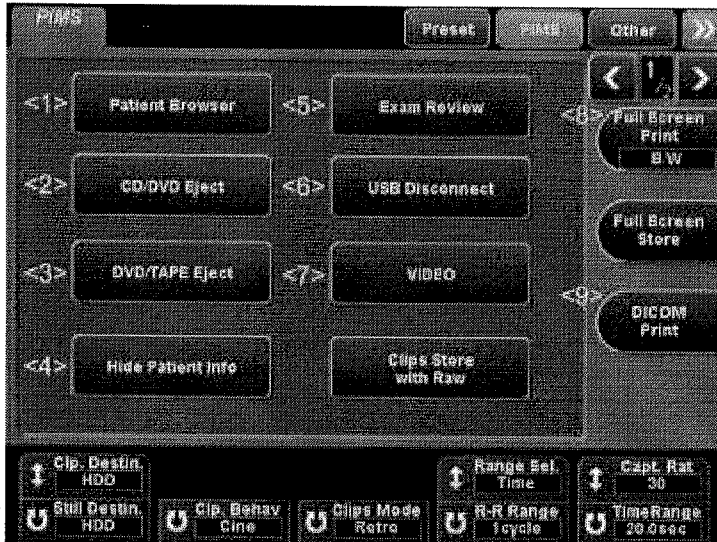 PIMS
Preset PIMS Other >>
< 1/2 >
<1> Patient Browser <5> Exam Review <8> Full Screen
Print
B.W
<2> CD/DVD Eject <6> USB Disconnect
Full Screen
Store
<3> DVD/TAPE Eject <7> VIDEO
<9> DICOM
Print
<4> Hide Patient Info Clips Store
with Raw
Clp. Destin. Range Sel. Capt. Rat
HDD Time 30
Still Destin. Clp. Behav Clips Mode R-R Range TimeRange
HDD Cine Retro 1cycle 20.0sec